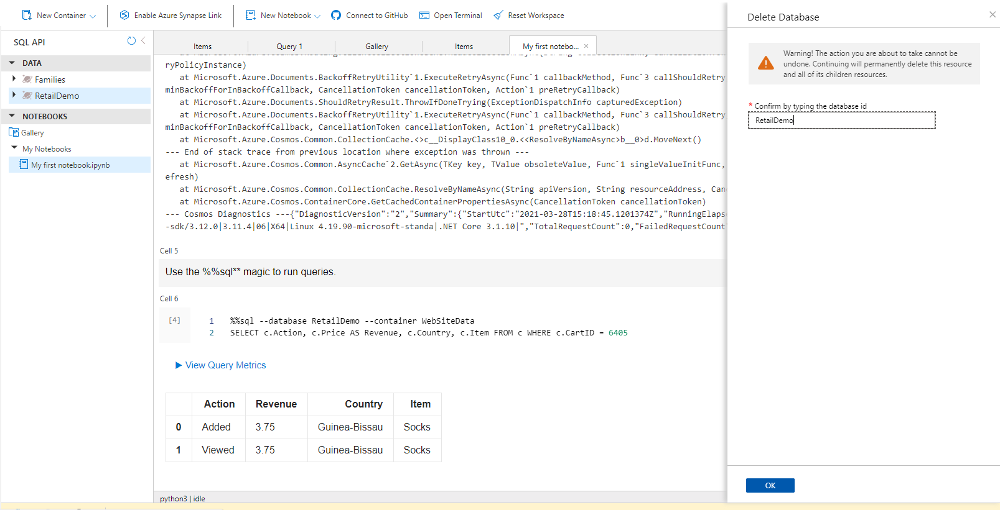 New Container
Enable Azure Synapse Link
New Notebook
Connect to GitHub
Open Terminal
Reset Workspace
SQL API
DATA
Families
RetailDemo
NOTEBOOKS
Gallery
My Notebooks
My first notebook.ipynb
Items
Query 1
Gallery
Items
My first notebo...
ryPolicyInstance)
at Microsoft.Azure.Documents.BackoffRetryUtility`1.ExecuteRetryAsync(Func`1 callbackMethod, Func`3 callShouldRetry
minBackoffForInBackoffCallback, CancellationToken cancellationToken, Action`1 preRetryCallback)
at Microsoft.Azure.Documents.ShouldRetryResult.ThrowIfDoneTrying(ExceptionDispatchInfo capturedException)
at Microsoft.Azure.Documents.BackoffRetryUtility`1.ExecuteRetryAsync(Func`1 callbackMethod, Func`3 callShouldRetry
minBackoffForInBackoffCallback, CancellationToken cancellationToken, Action`1 preRetryCallback)
at Microsoft.Azure.Cosmos.Common.CollectionCache.<>c__DisplayClass10_0.<<ResolveByNameAsync>b__0>d.MoveNext()
--- End of stack trace from previous location where exception was thrown ---
at Microsoft.Azure.Cosmos.Common.AsyncCache`2.GetAsync(TKey key, TValue obsoleteValue, Func`1 singleValueInitFunc,
efresh)
at Microsoft.Azure.Cosmos.Common.CollectionCache.ResolveByNameAsync(String apiVersion, String resourceAddress, Can
at Microsoft.Azure.Cosmos.ContainerCore.GetCachedContainerPropertiesAsync(CancellationToken cancellationToken)
--- Cosmos Diagnostics ---{"DiagnosticVersion":"2","Summary":{"StartUtc":"2021-03-28T15:18:45.1201374Z","RunningElaps
-sdk/3.12.0|3.11.4|06|X64|Linux 4.19.90-microsoft-standa|.NET Core 3.1.10|","TotalRequestCount":0,"FailedRequestCount
Cell 5
Use the %%sql** magic to run queries.
Cell 6
[4]
1 %%sql --database RetailDemo --container WebSiteData
2 SELECT c.Action, c.Price AS Revenue, c.Country, c.Item FROM c WHERE c.CartID = 6405
View Query Metrics
Action Revenue Country Item
0 Added 3.75 Guinea-Bissau Socks
1 Viewed 3.75 Guinea-Bissau Socks
python3 | idle
Delete Database
Warning! The action you are about to take cannot be
undone. Continuing will permanently delete this resource
and all of its children resources.
* Confirm by typing the database id
RetailDemo
OK